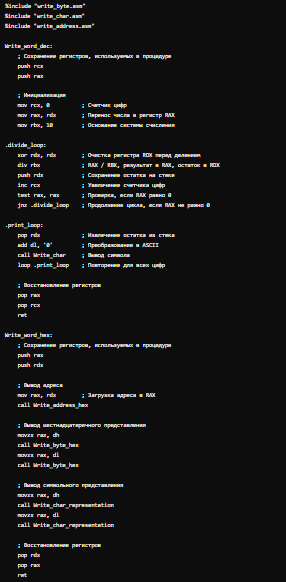 %include "write_byte.asm"
%include "write_char.asm"
%include "write_address.asm"
Write_word_dec:
; Сохранение регистров, используемых в процедуре
push rcx
push rax
; Инициализация
mov rcx, 0 ; Счетчик цифр
mov rax, rdx ; Перенос числа в регистр RAX
mov rbx, 10 ; Основание системы счисления
.divide_loop:
xor rdx, rdx ; Очистка регистра RDX перед делением
div rbx ; RAX / RBX, результат в RAX, остаток в RDX
push rdx ; Сохранение остатка на стеке
inc rcx ; Увеличение счетчика цифр
test rax, rax ; Проверка, если RAX равно 0
jnz .divide_loop ; Продолжение цикла, если RAX не равно 0
.print_loop:
pop rdx ; Извлечение остатка из стека
add dl, '0' ; Преобразование в ASCII
call Write_char ; Вывод символа
loop .print_loop ; Повторение для всех цифр
; Восстановление регистров
pop rax
pop rcx
ret
Write_word_hex:
; Сохранение регистров, используемых в процедуре
push rax
push rdx
; Вывод адреса
mov rax, rdx ; Загрузка адреса в RAX
call Write_address_hex
; Вывод шестнадцатеричного представления
movzx rax, dh
call Write_byte_hex
movzx rax, dl
call Write_byte_hex
; Вывод символьного представления
movzx rax, dh
call Write_char_representation
movzx rax, dl
call Write_char_representation
; Восстановление регистров
pop rdx
pop rax
ret